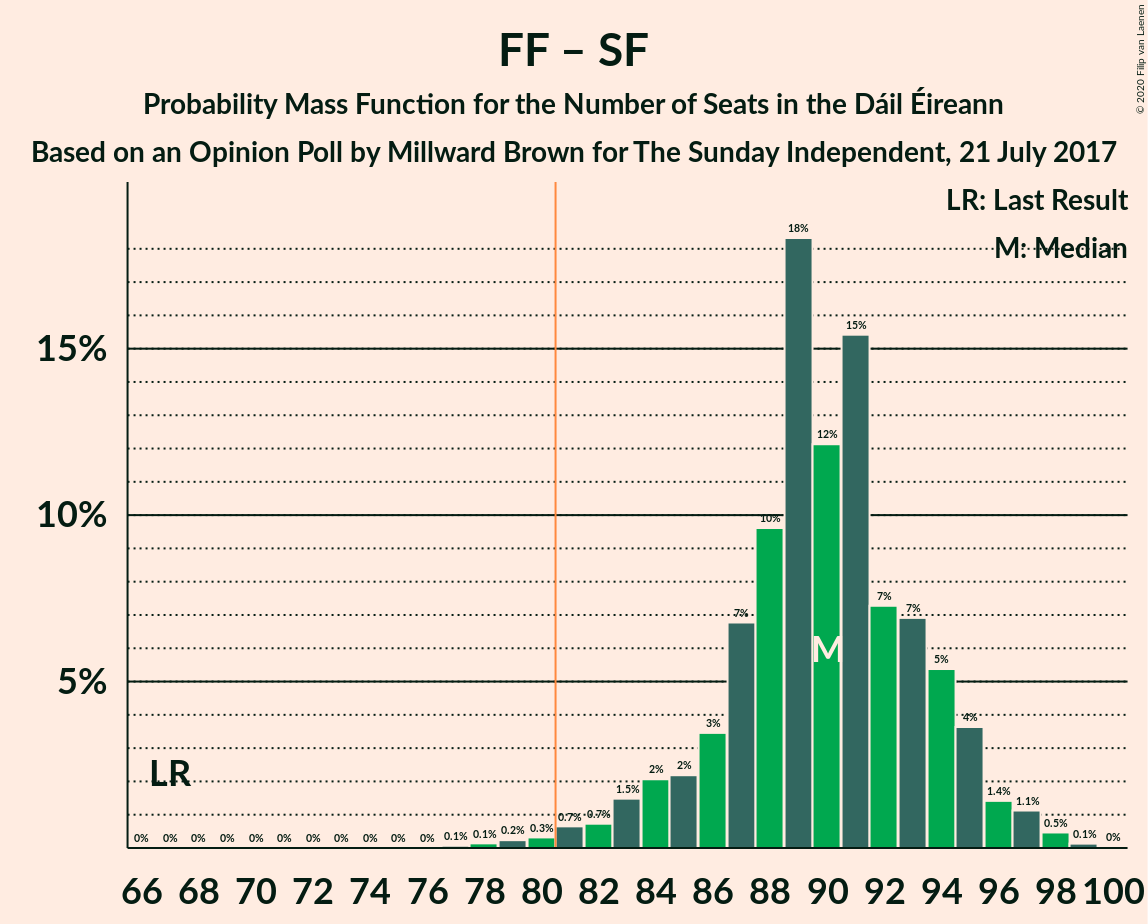 FF – SF
Probability Mass Function for the Number of Seats in the Dáil Éireann
Based on an Opinion Poll by Millward Brown for The Sunday Independent, 21 July 2017
© 2020 Filip van Laenen
LR: Last Result
M: Median
15%
10%
5%
LR
M
0% 0% 0% 0% 0% 0% 0% 0% 0% 0% 0% 0.1% 0.1% 0.2% 0.3% 0.7% 0.7% 1.5% 2% 2% 3% 7% 10% 18% 12% 15% 7% 7% 5% 4% 1.4% 1.1% 0.5% 0.1% 0%
66 68 70 72 74 76 78 80 82 84 86 88 90 92 94 96 98 100